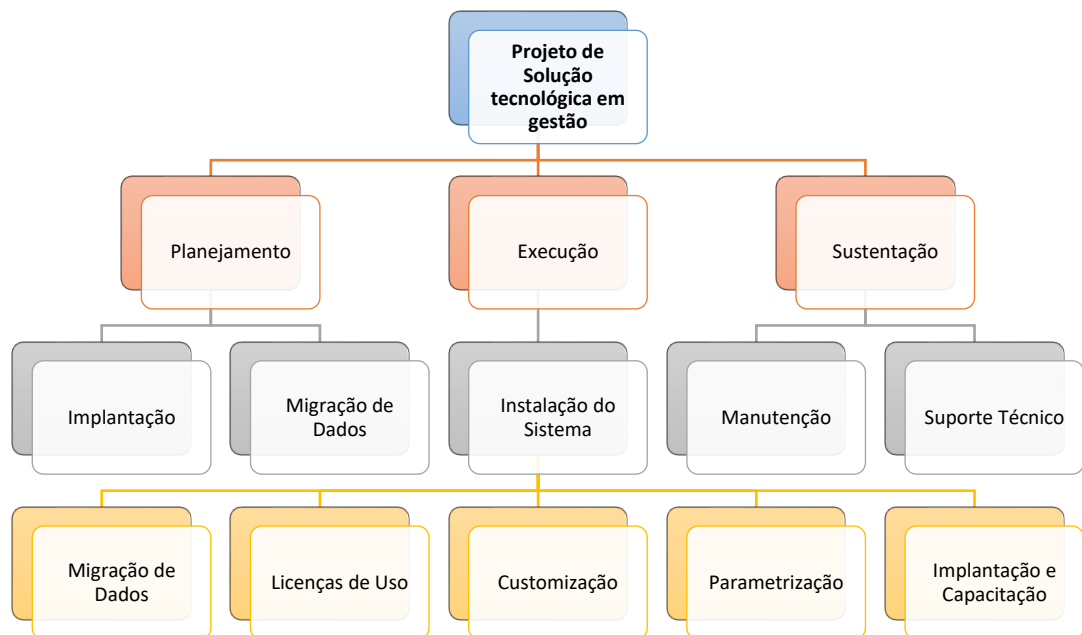 Projeto de
Solução
tecnológica em
gestão
Planejamento
Execução
Sustentação
Implantação
Migração de
Dados
Instalação do
Sistema
Manutenção
Suporte Técnico
Migração de
Dados
Licenças de Uso
Customização
Parametrização
Implantação e
Capacitação